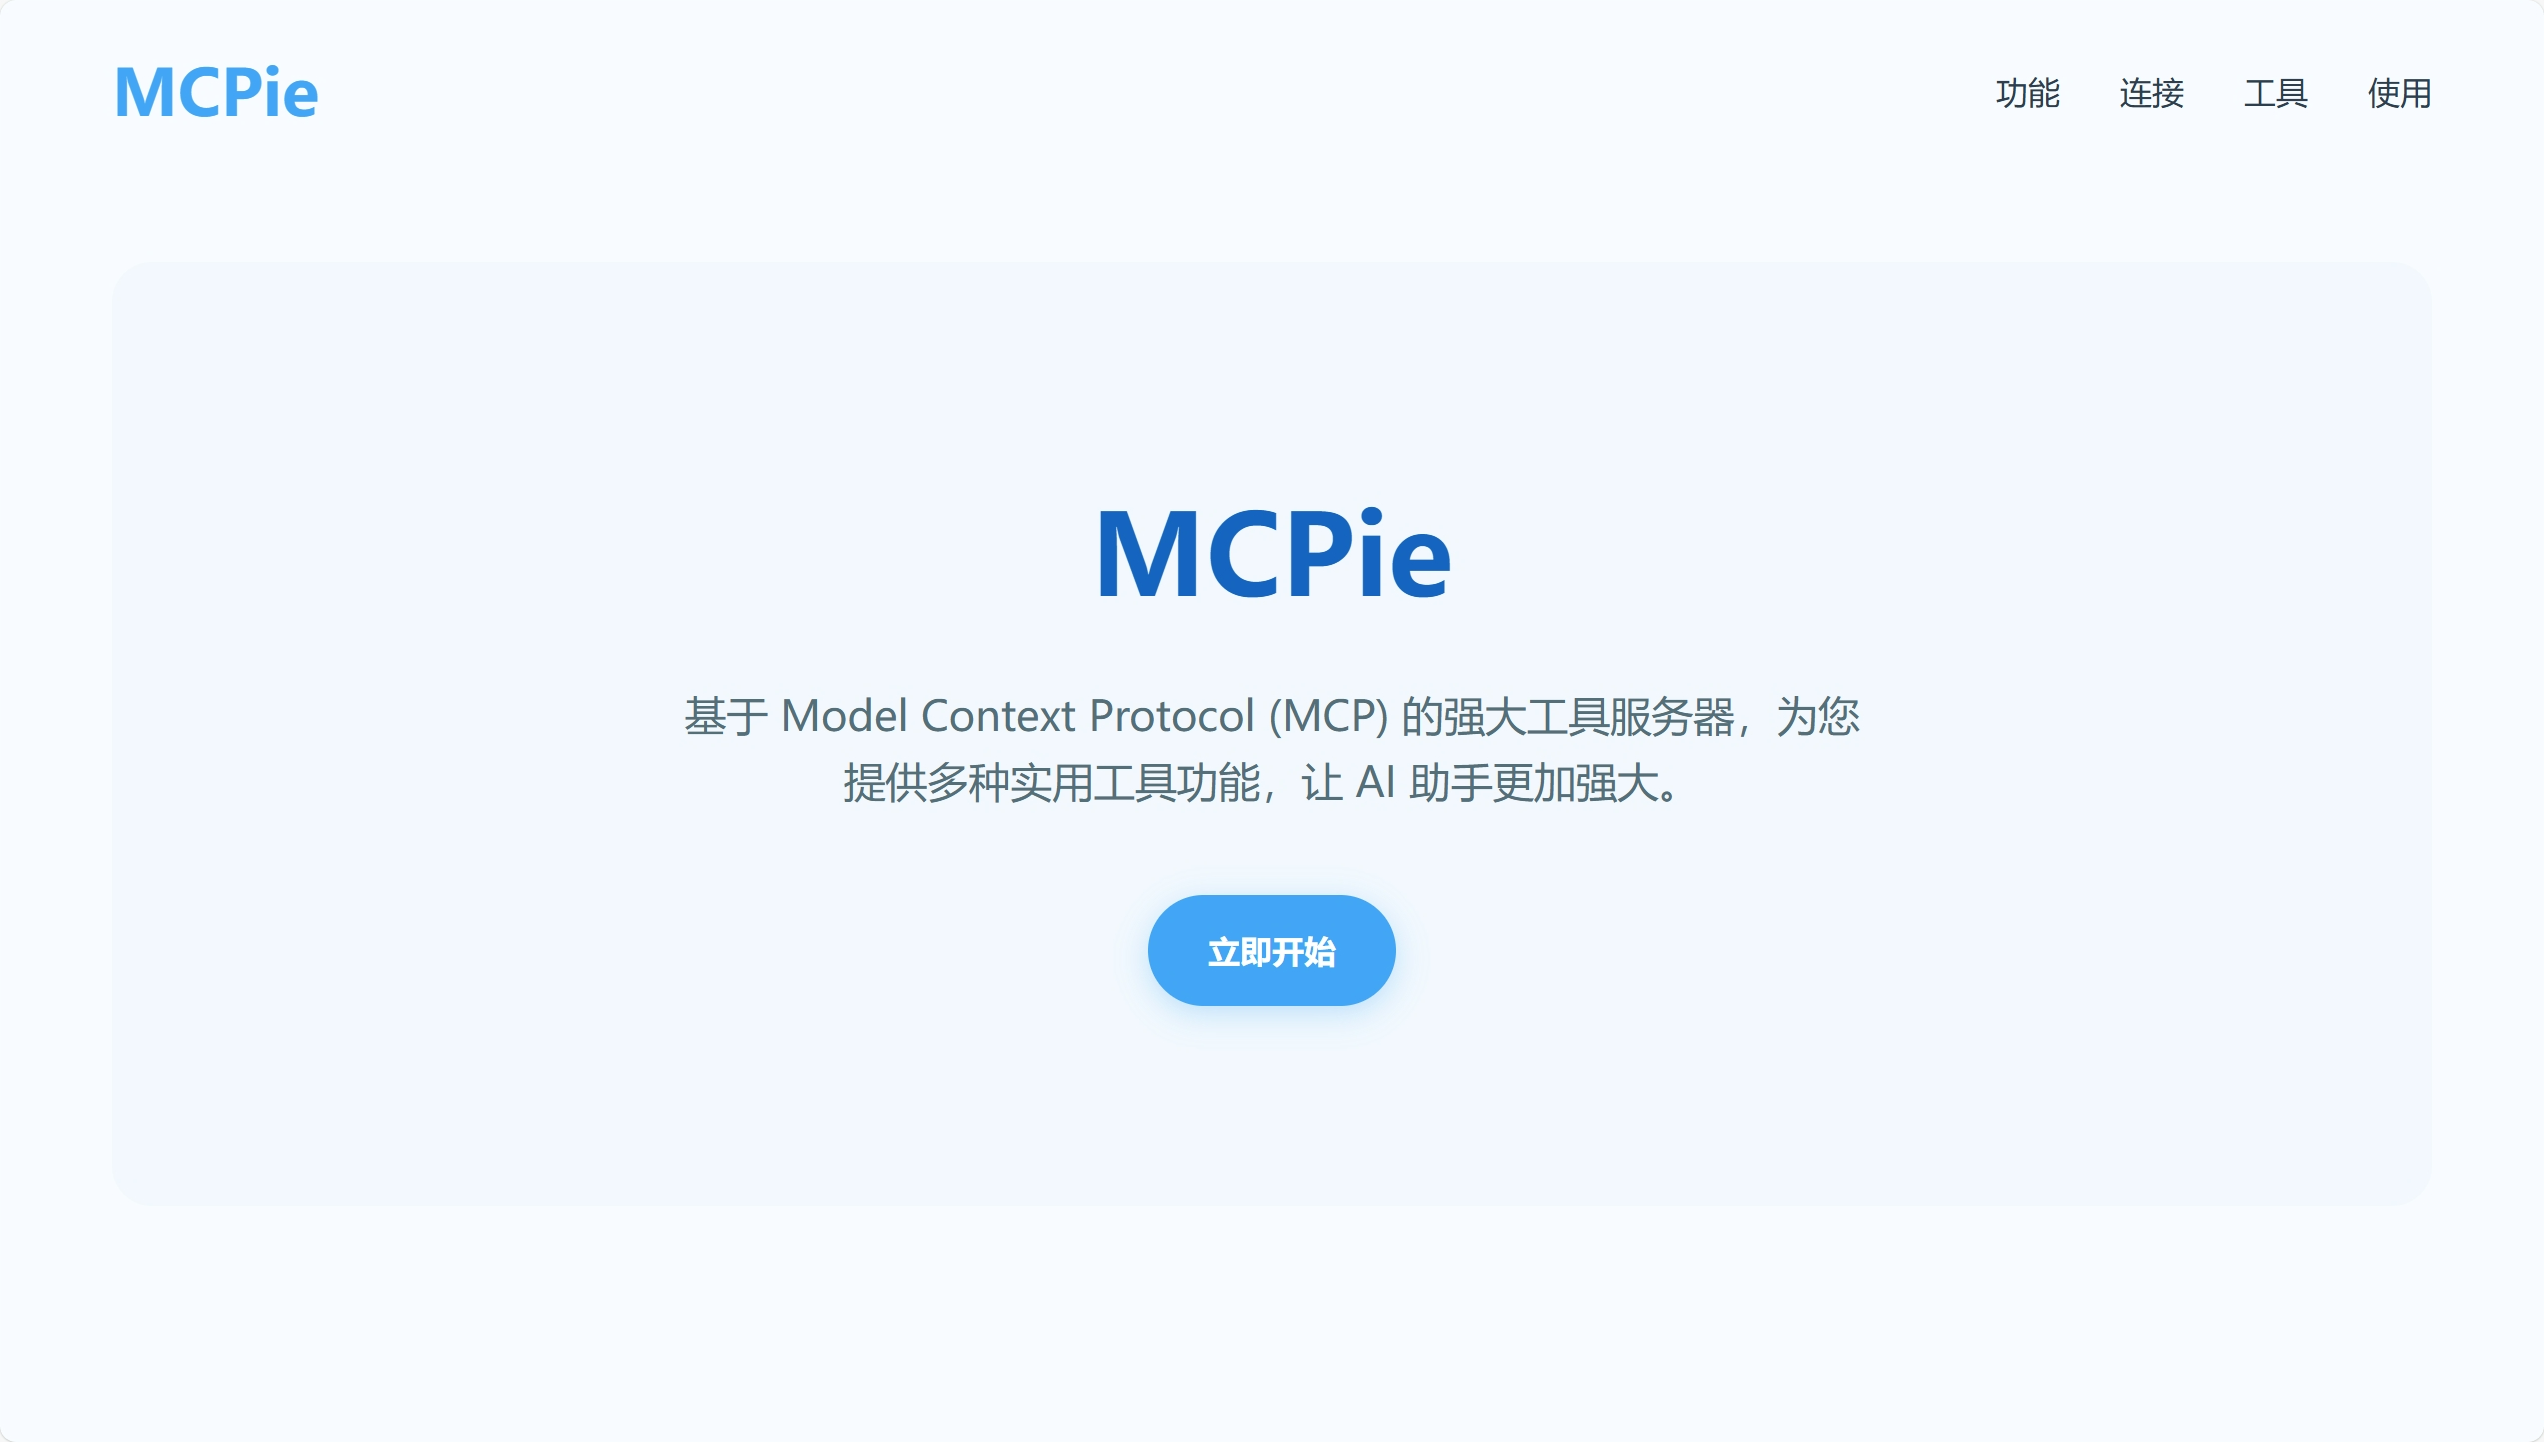 MCPie
功能 连接 工具 使用
MCPie
基于 Model Context Protocol (MCP) 的强大工具服务器，为您
提供多种实用工具功能，让 AI 助手更加强大。
立即开始